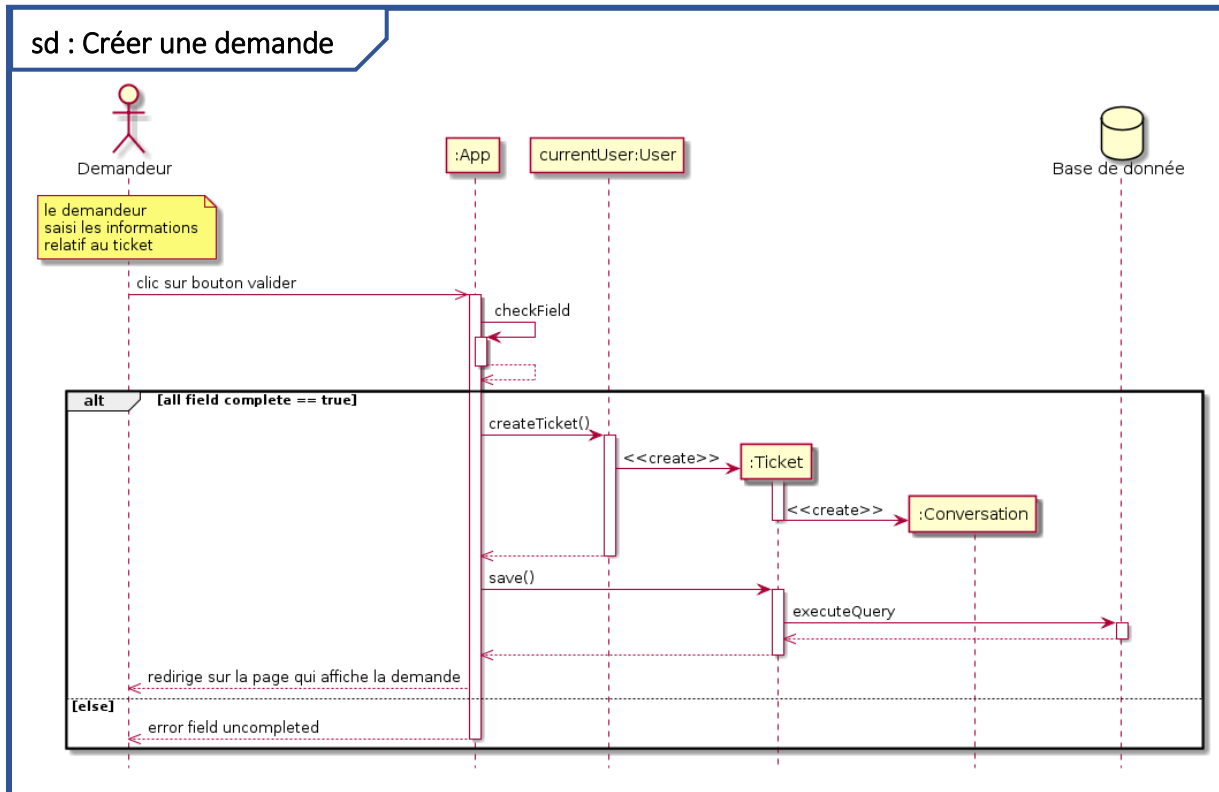 sd : Créer une demande
Demandeur
:App
currentUser:User
Base de donnée
le demandeur
saisi les informations
relatif au ticket
clic sur bouton valider
checkField
alt
[all field complete == true]
createTicket()
<<create>>
:Ticket
<<create>>
:Conversation
save()
executeQuery
redirige sur la page qui affiche la demande
[else]
error field uncompleted